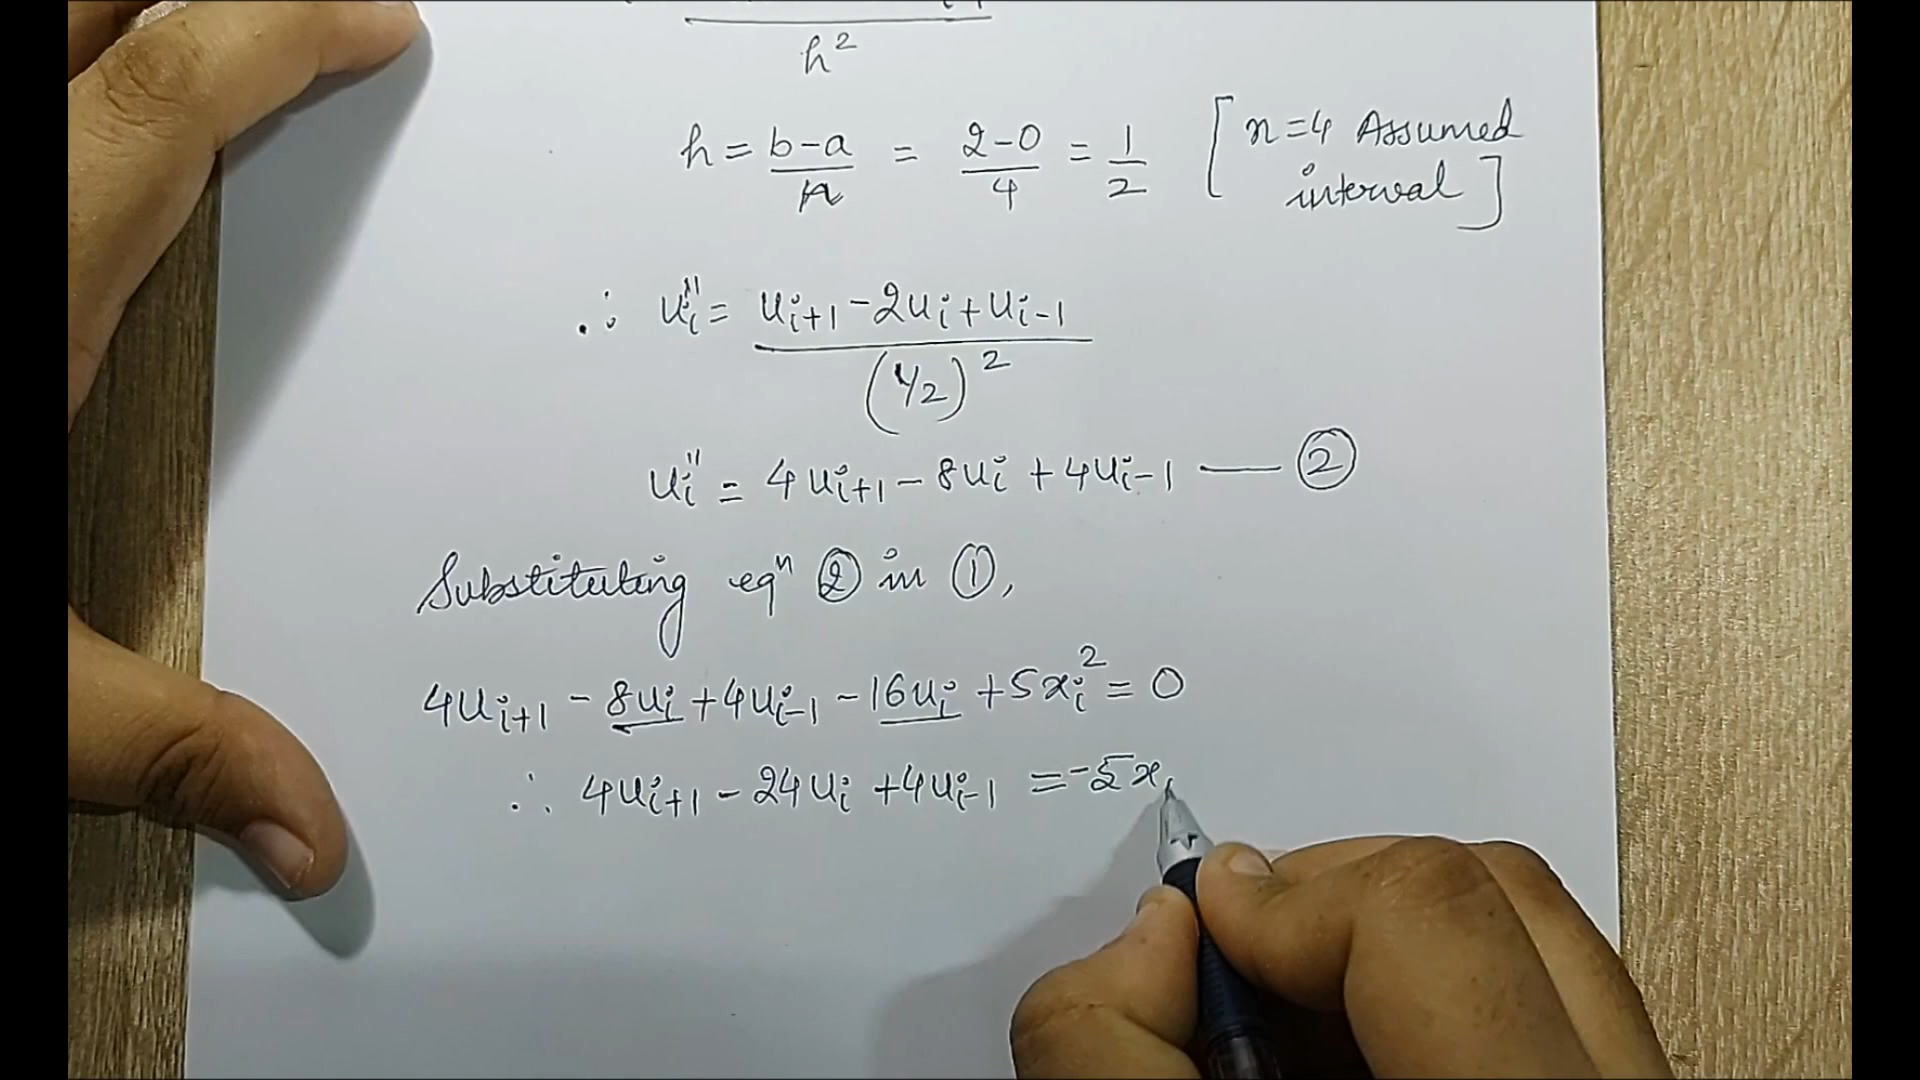 h²
h = b-a/n = 2-0/4 = 1/2 [n=4 Assumed interval]
∴ uᵢ'' = uᵢ₊₁ - 2uᵢ + uᵢ₋₁ / (1/2)²
uᵢ'' = 4uᵢ₊₁ - 8uᵢ + 4uᵢ₋₁ — ②
Substituting eqⁿ ② in ①,
4uᵢ₊₁ - 8uᵢ + 4uᵢ₋₁ - 16uᵢ + 5xᵢ² = 0
∴ 4uᵢ₊₁ - 24uᵢ + 4uᵢ₋₁ = -5x